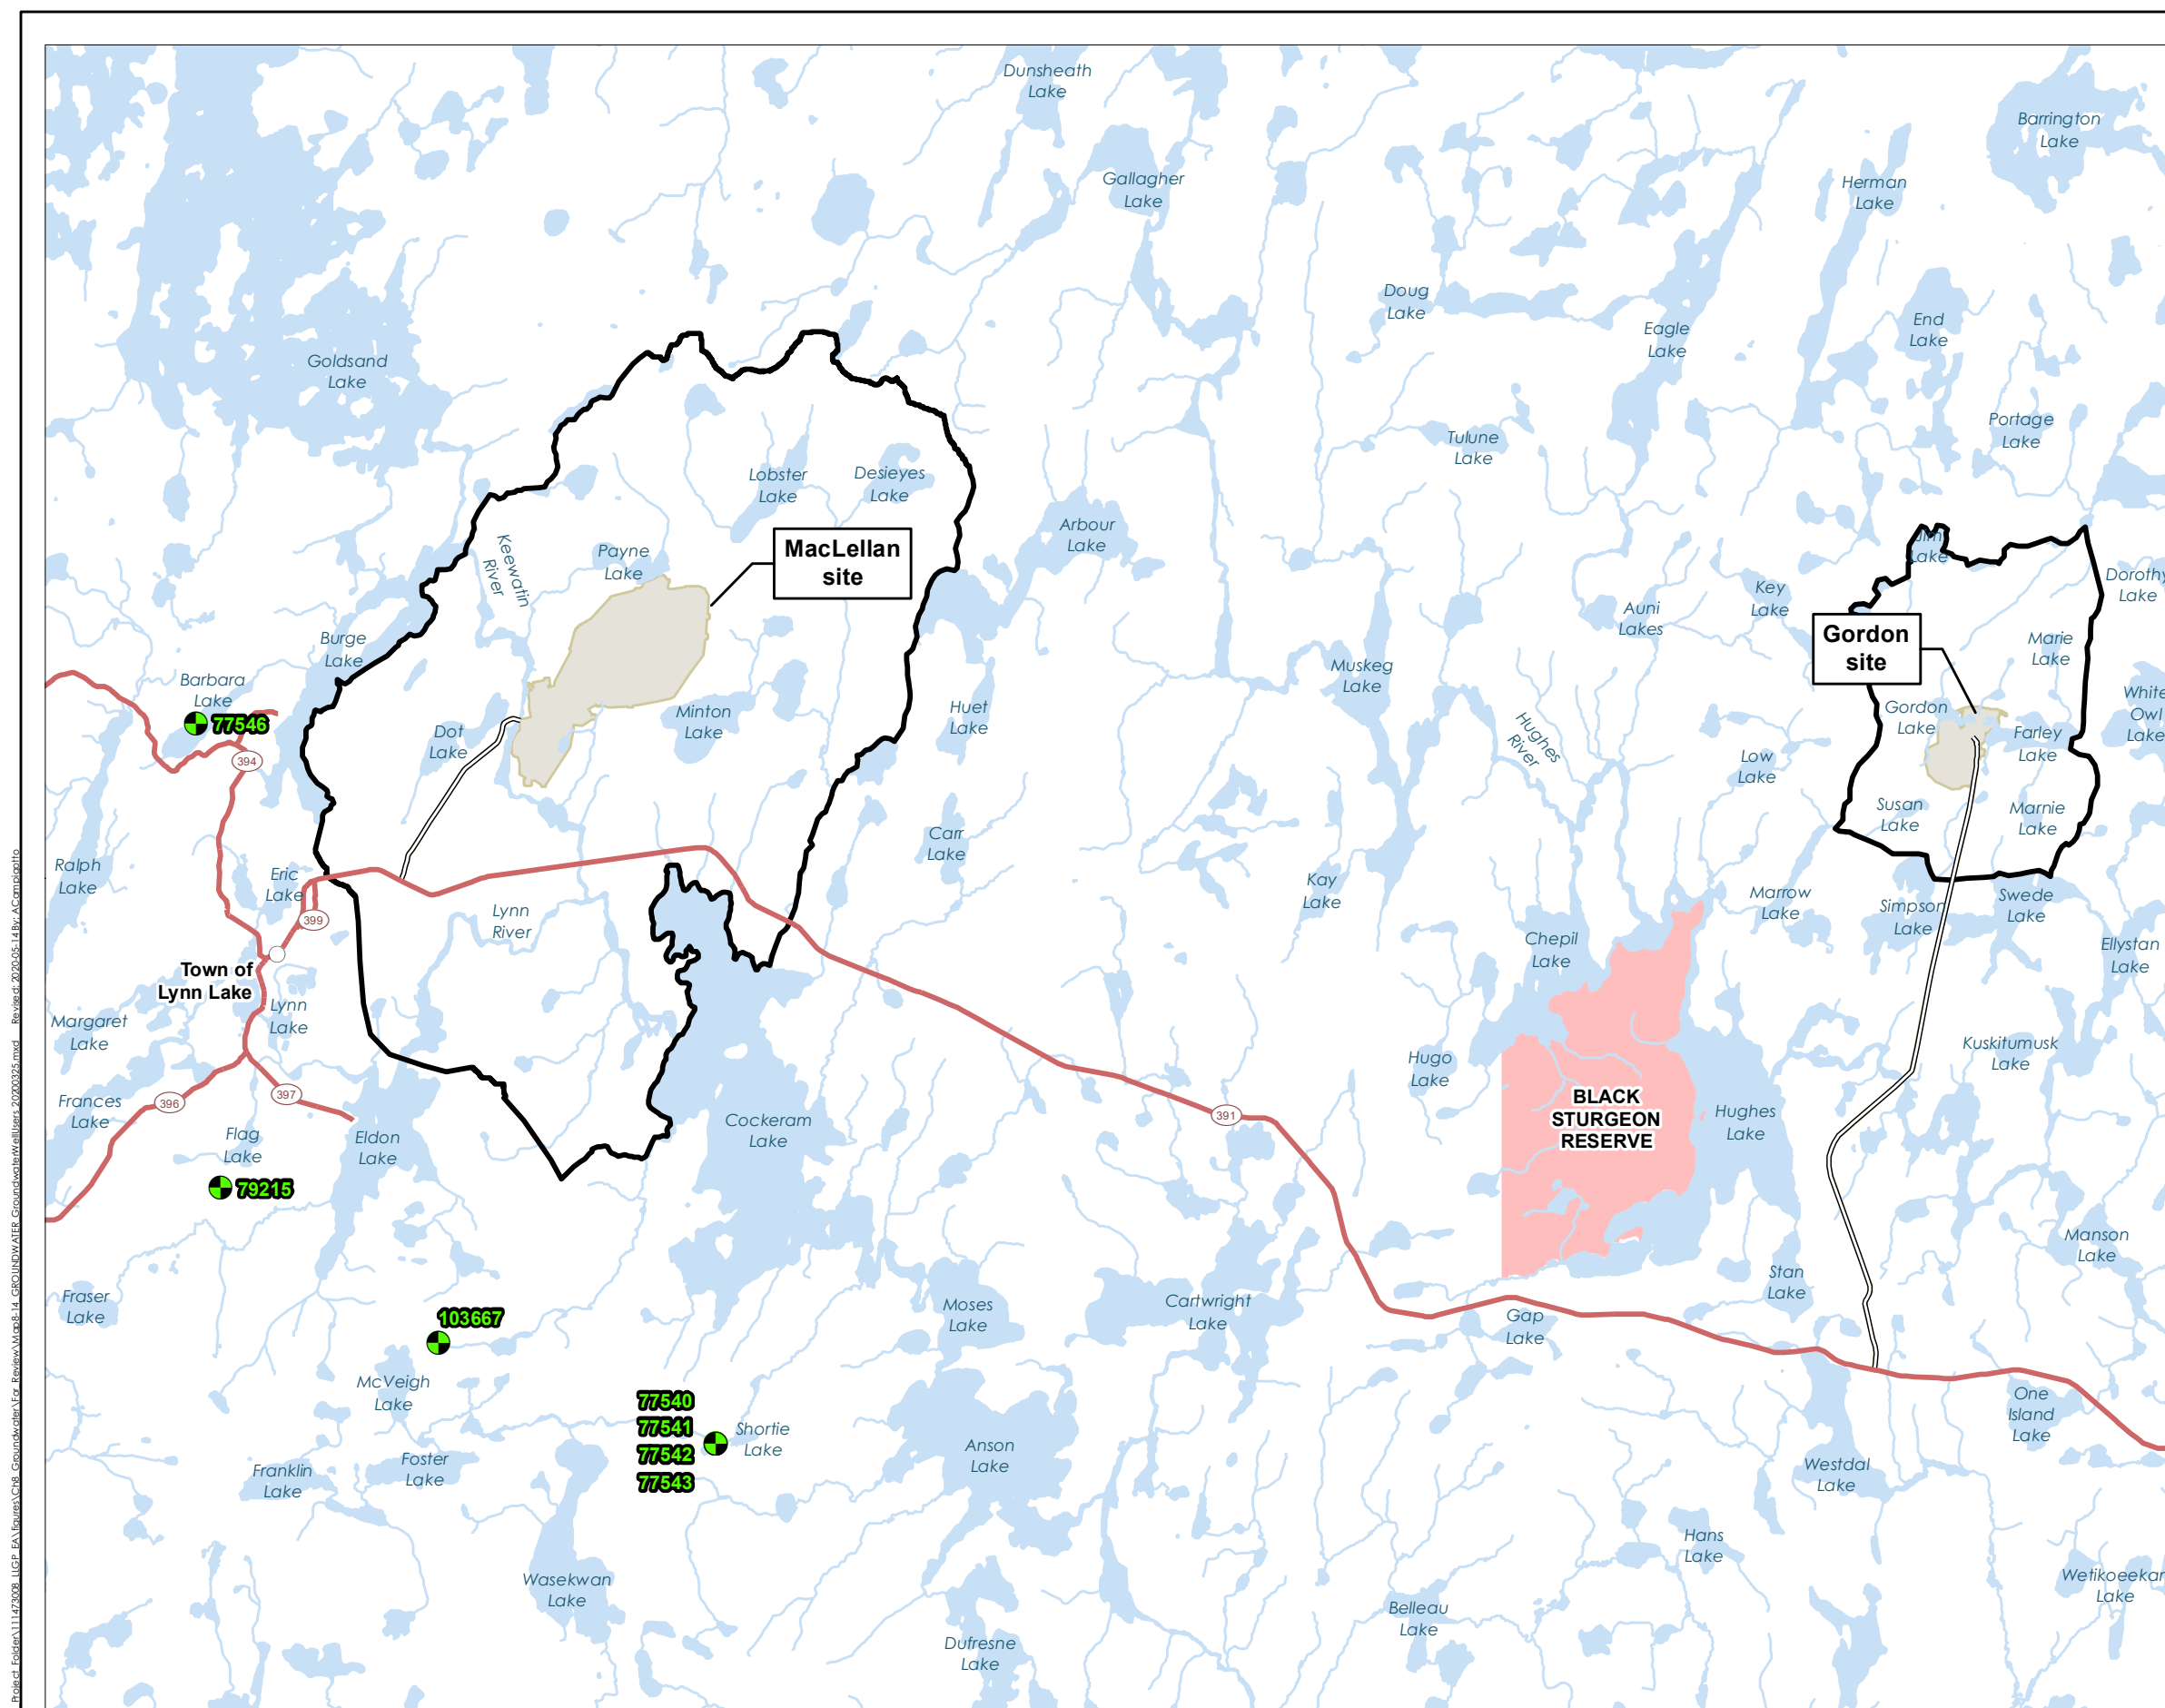 Dunsheath
Lake
Barrington
Lake
Gallagher
Lake
Herman
Lake
Doug
Lake
Eagle
Lake
End
Lake
Goldsand
Lake
Portage
Lake
Tulune
Lake
Lobster
Lake
Desieyes
Lake
Arbour
Lake
Keewatin
River
Payne
Lake
MacLellan
site
Lake
Dorothy
Lake
Key
Lake
Auni
Lakes
Gordon
site
Marie
Lake
Burge
Lake
Muskeg
Lake
Barbara
Lake
77546
White
Owl
Lake
Minton
Lake
Huet
Lake
Gordon
Lake
Dot
Lake
Hughes
River
Farley
Lake
394
Low
Lake
Susan
Lake
Marnie
Lake
Carr
Lake
Ralph
Lake
Eric
Lake
Kay
Lake
Marrow
Lake
Simpson
Lake
Swede
Lake
399
Lynn
River
Chepil
Lake
Ellystan
Lake
Town of
Lynn Lake
Lynn
Lake
Margaret
Lake
Kuskitumusk
Lake
Hugo
Lake
396
397
Frances
Lake
391
BLACK
STURGEON
RESERVE
Hughes
Lake
Cockeram
Lake
Flag
Lake
Eldon
Lake
79215
Manson
Lake
Stan
Lake
Fraser
Lake
Moses
Lake
Cartwright
Lake
Gap
Lake
103667
McVeigh
Lake
77540
77541
77542
77543
Shortie
Lake
One
Island
Lake
Anson
Lake
Foster
Lake
Franklin
Lake
Westdal
Lake
Hans
Lake
Wasekwan
Lake
Wetikoeekan
Lake
Belleau
Lake
Dufresne
Lake
Revised: 2020-05-14 By: ACampigotto